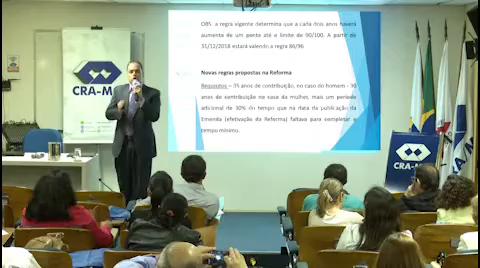 OBS a regra vigente determina que a cada dois anos haverá
aumento de um ponto até o limite de 90/100. A partir de
31/12/2018 estará valendo a regra 86/96
Novas regras propostas na Reforma
Requisitos – 35 anos de contribuição, no caso do homem - 30
anos de contribuição no caso da mulher, mais um período
adicional de 30% do tempo que na data da publicação da
Emenda (efetivação da Reforma) faltava para completar o
tempo mínimo.
CRA-M
CRA-M
CRA-M